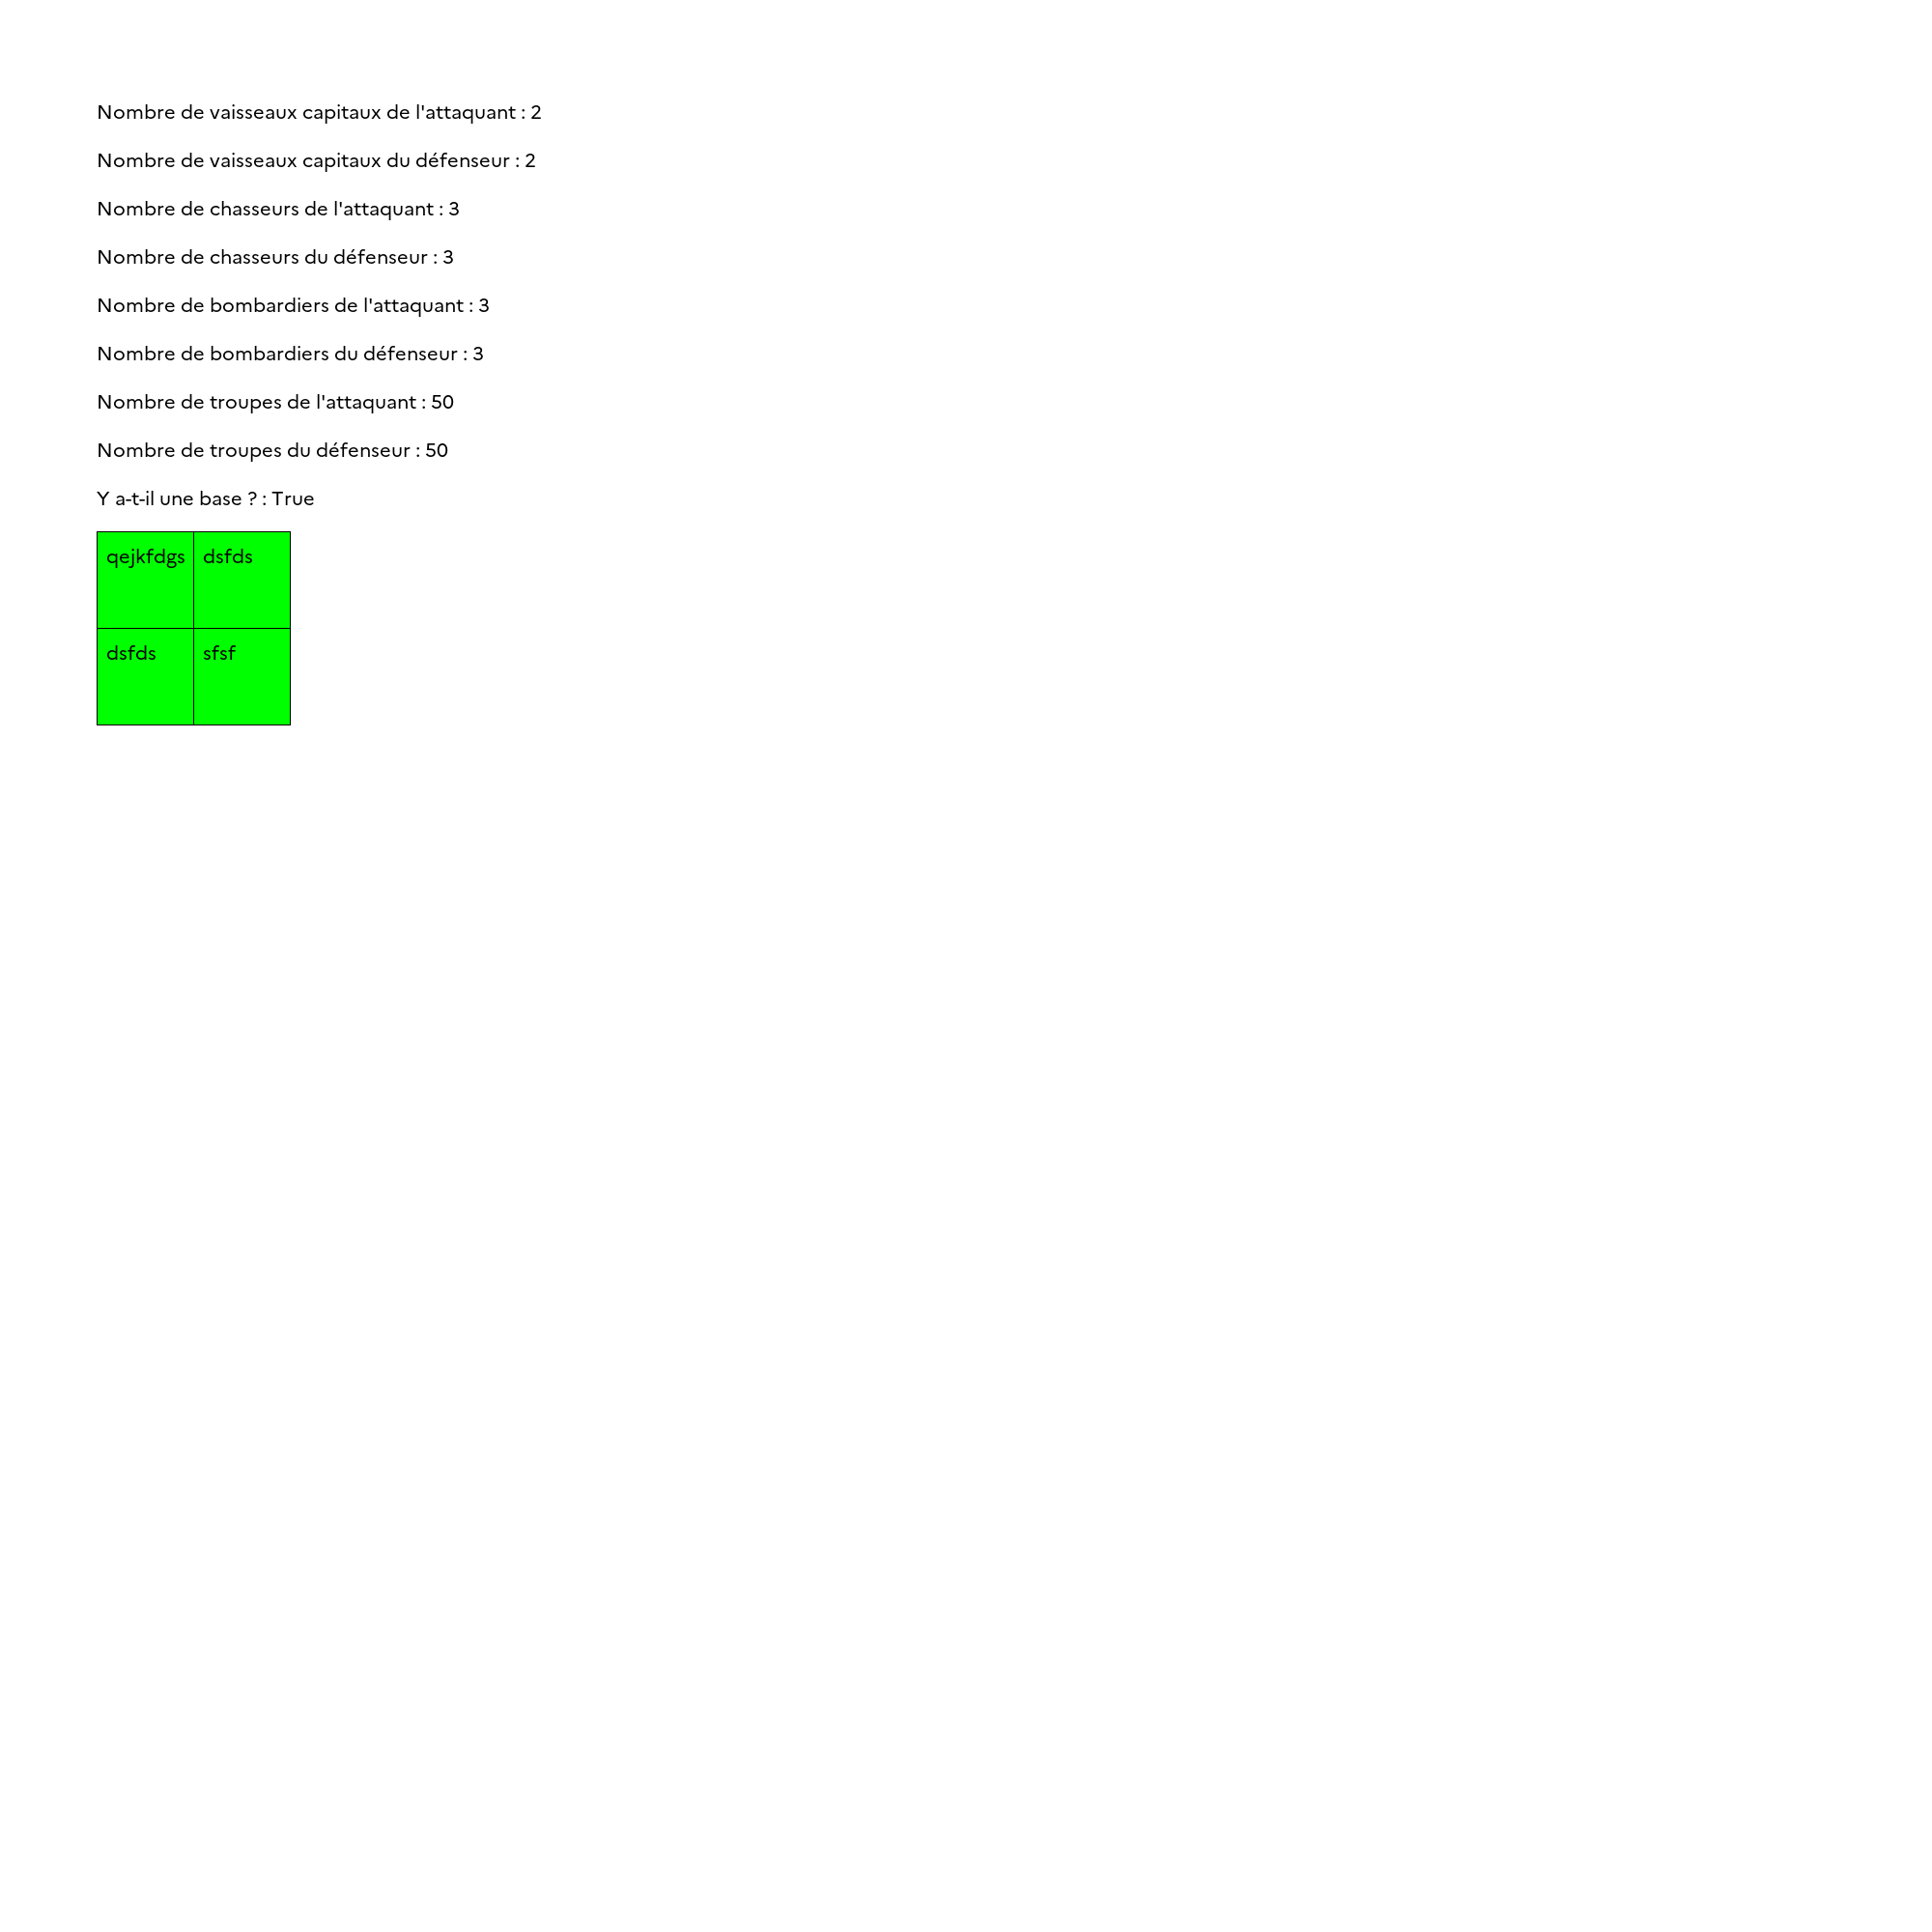 Nombre de vaisseaux capitaux de l'attaquant : 2
Nombre de vaisseaux capitaux du défenseur : 2
Nombre de chasseurs de l'attaquant : 3
Nombre de chasseurs du défenseur : 3
Nombre de bombardiers de l'attaquant : 3
Nombre de bombardiers du défenseur : 3
Nombre de troupes de l'attaquant : 50
Nombre de troupes du défenseur : 50
Y a-t-il une base ? : True
qejkfdgs dsfds
dsfds sfsf